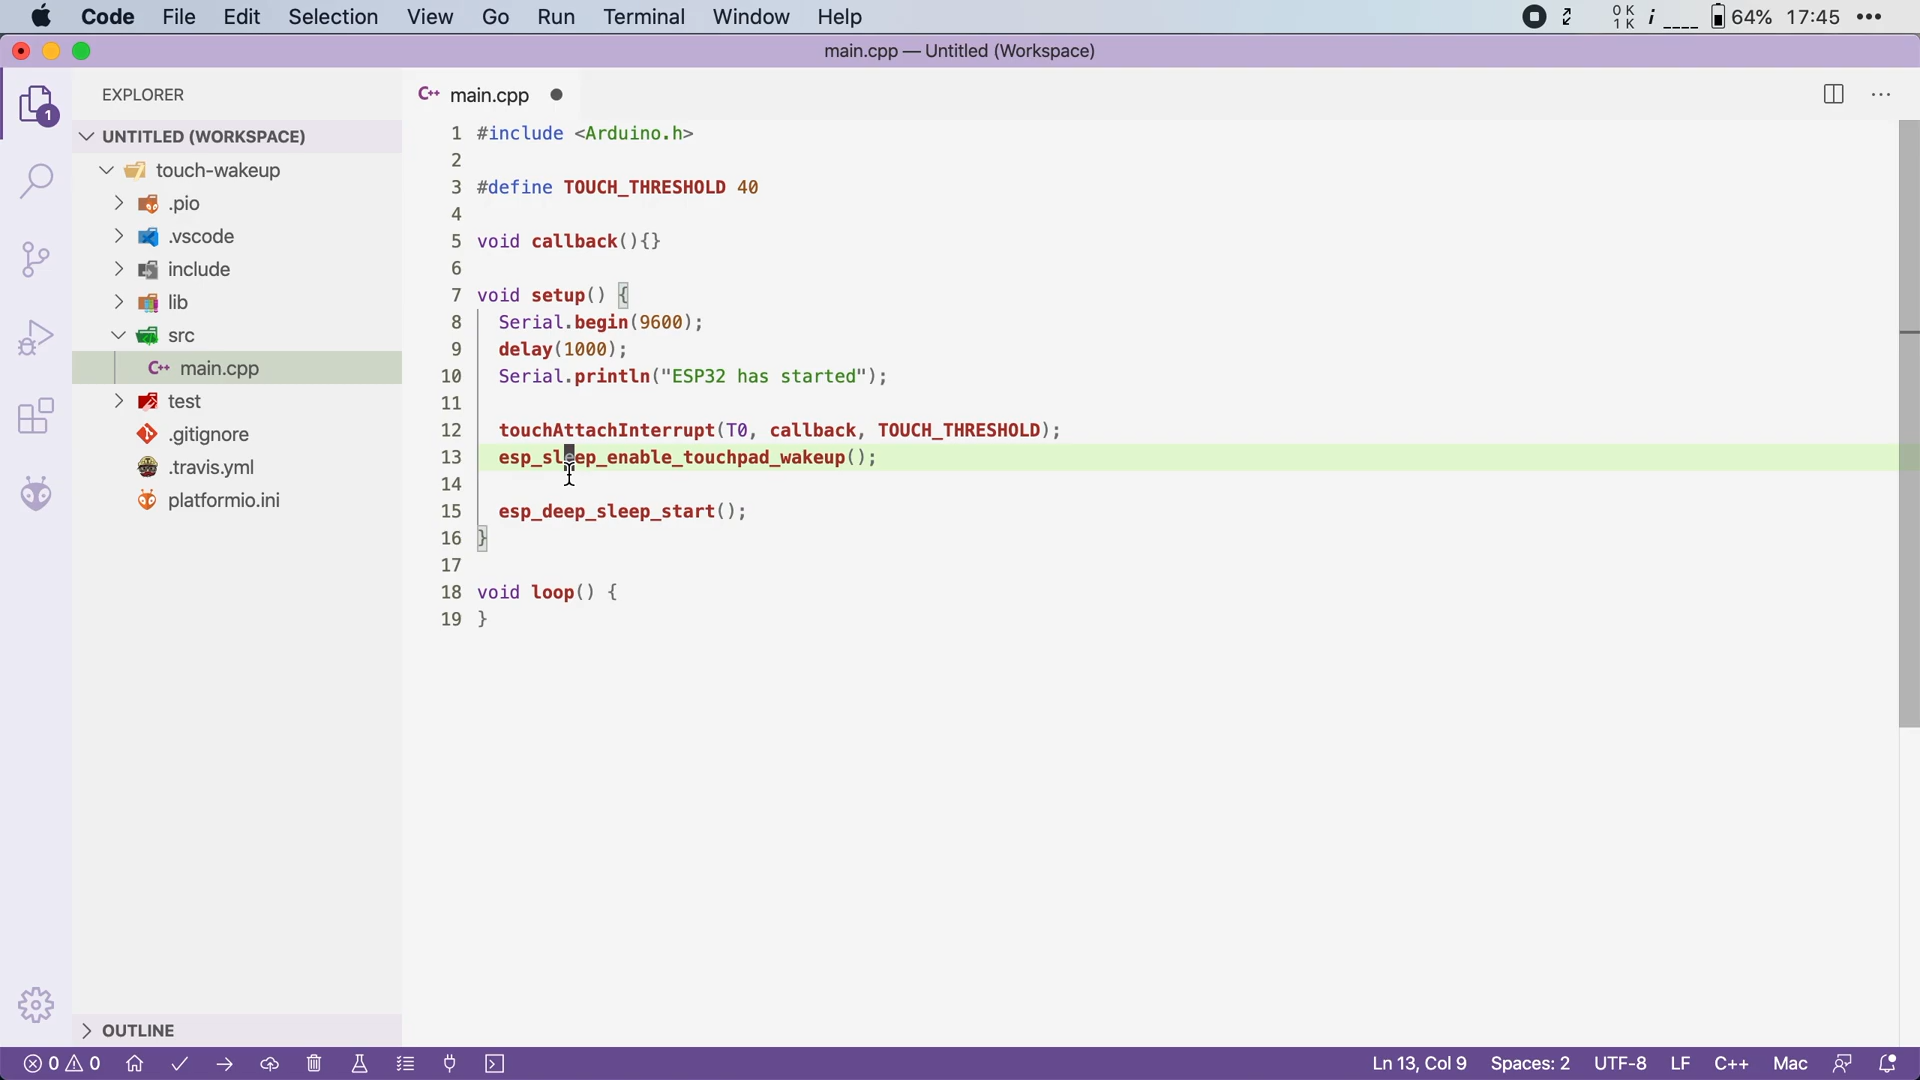 Code File Edit Selection View Go Run Terminal Window Help
0 K
1 K
64% 17:45
main.cpp — Untitled (Workspace)
1
EXPLORER
UNTITLED (WORKSPACE)
touch-wakeup
.pio
.vscode
include
lib
src
C++ main.cpp
test
.gitignore
.travis.yml
platformio.ini
OUTLINE
C++ main.cpp
1 #include <Arduino.h>
2
3 #define TOUCH_THRESHOLD 40
4
5 void callback(){}
6
7 void setup() {
8 Serial.begin(9600);
9 delay(1000);
10 Serial.println("ESP32 has started");
11
12 touchAttachInterrupt(T0, callback, TOUCH_THRESHOLD);
13 esp_sleep_enable_touchpad_wakeup();
14
15 esp_deep_sleep_start();
16 }
17
18 void loop() {
19 }
0 0
Ln 13, Col 9 Spaces: 2 UTF-8 LF C++ Mac